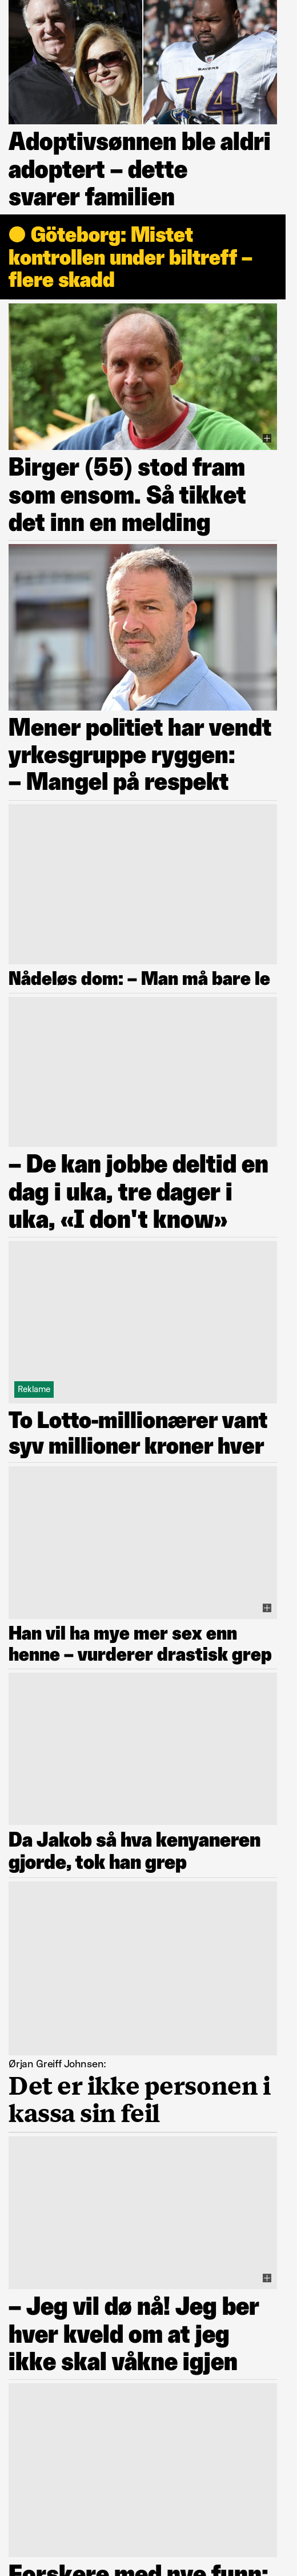 RAVENS
74
Adoptivsønnen ble aldri
adoptert – dette
svarer familien
Göteborg: Mistet
kontrollen under biltreff –
flere skadd
Birger (55) stod fram
som ensom. Så tikket
det inn en melding
Mener politiet har vendt
yrkesgruppe ryggen:
– Mangel på respekt
Nådeløs dom: – Man må bare le
– De kan jobbe deltid en
dag i uka, tre dager i
uka, «I don't know»
Reklame
To Lotto-millionærer vant
syv millioner kroner hver
Han vil ha mye mer sex enn
henne – vurderer drastisk grep
Da Jakob så hva kenyaneren
gjorde, tok han grep
Ørjan Greiff Johnsen:
Det er ikke personen i
kassa sin feil
– Jeg vil dø nå! Jeg ber
hver kveld om at jeg
ikke skal våkne igjen
Forskere med nye funn: